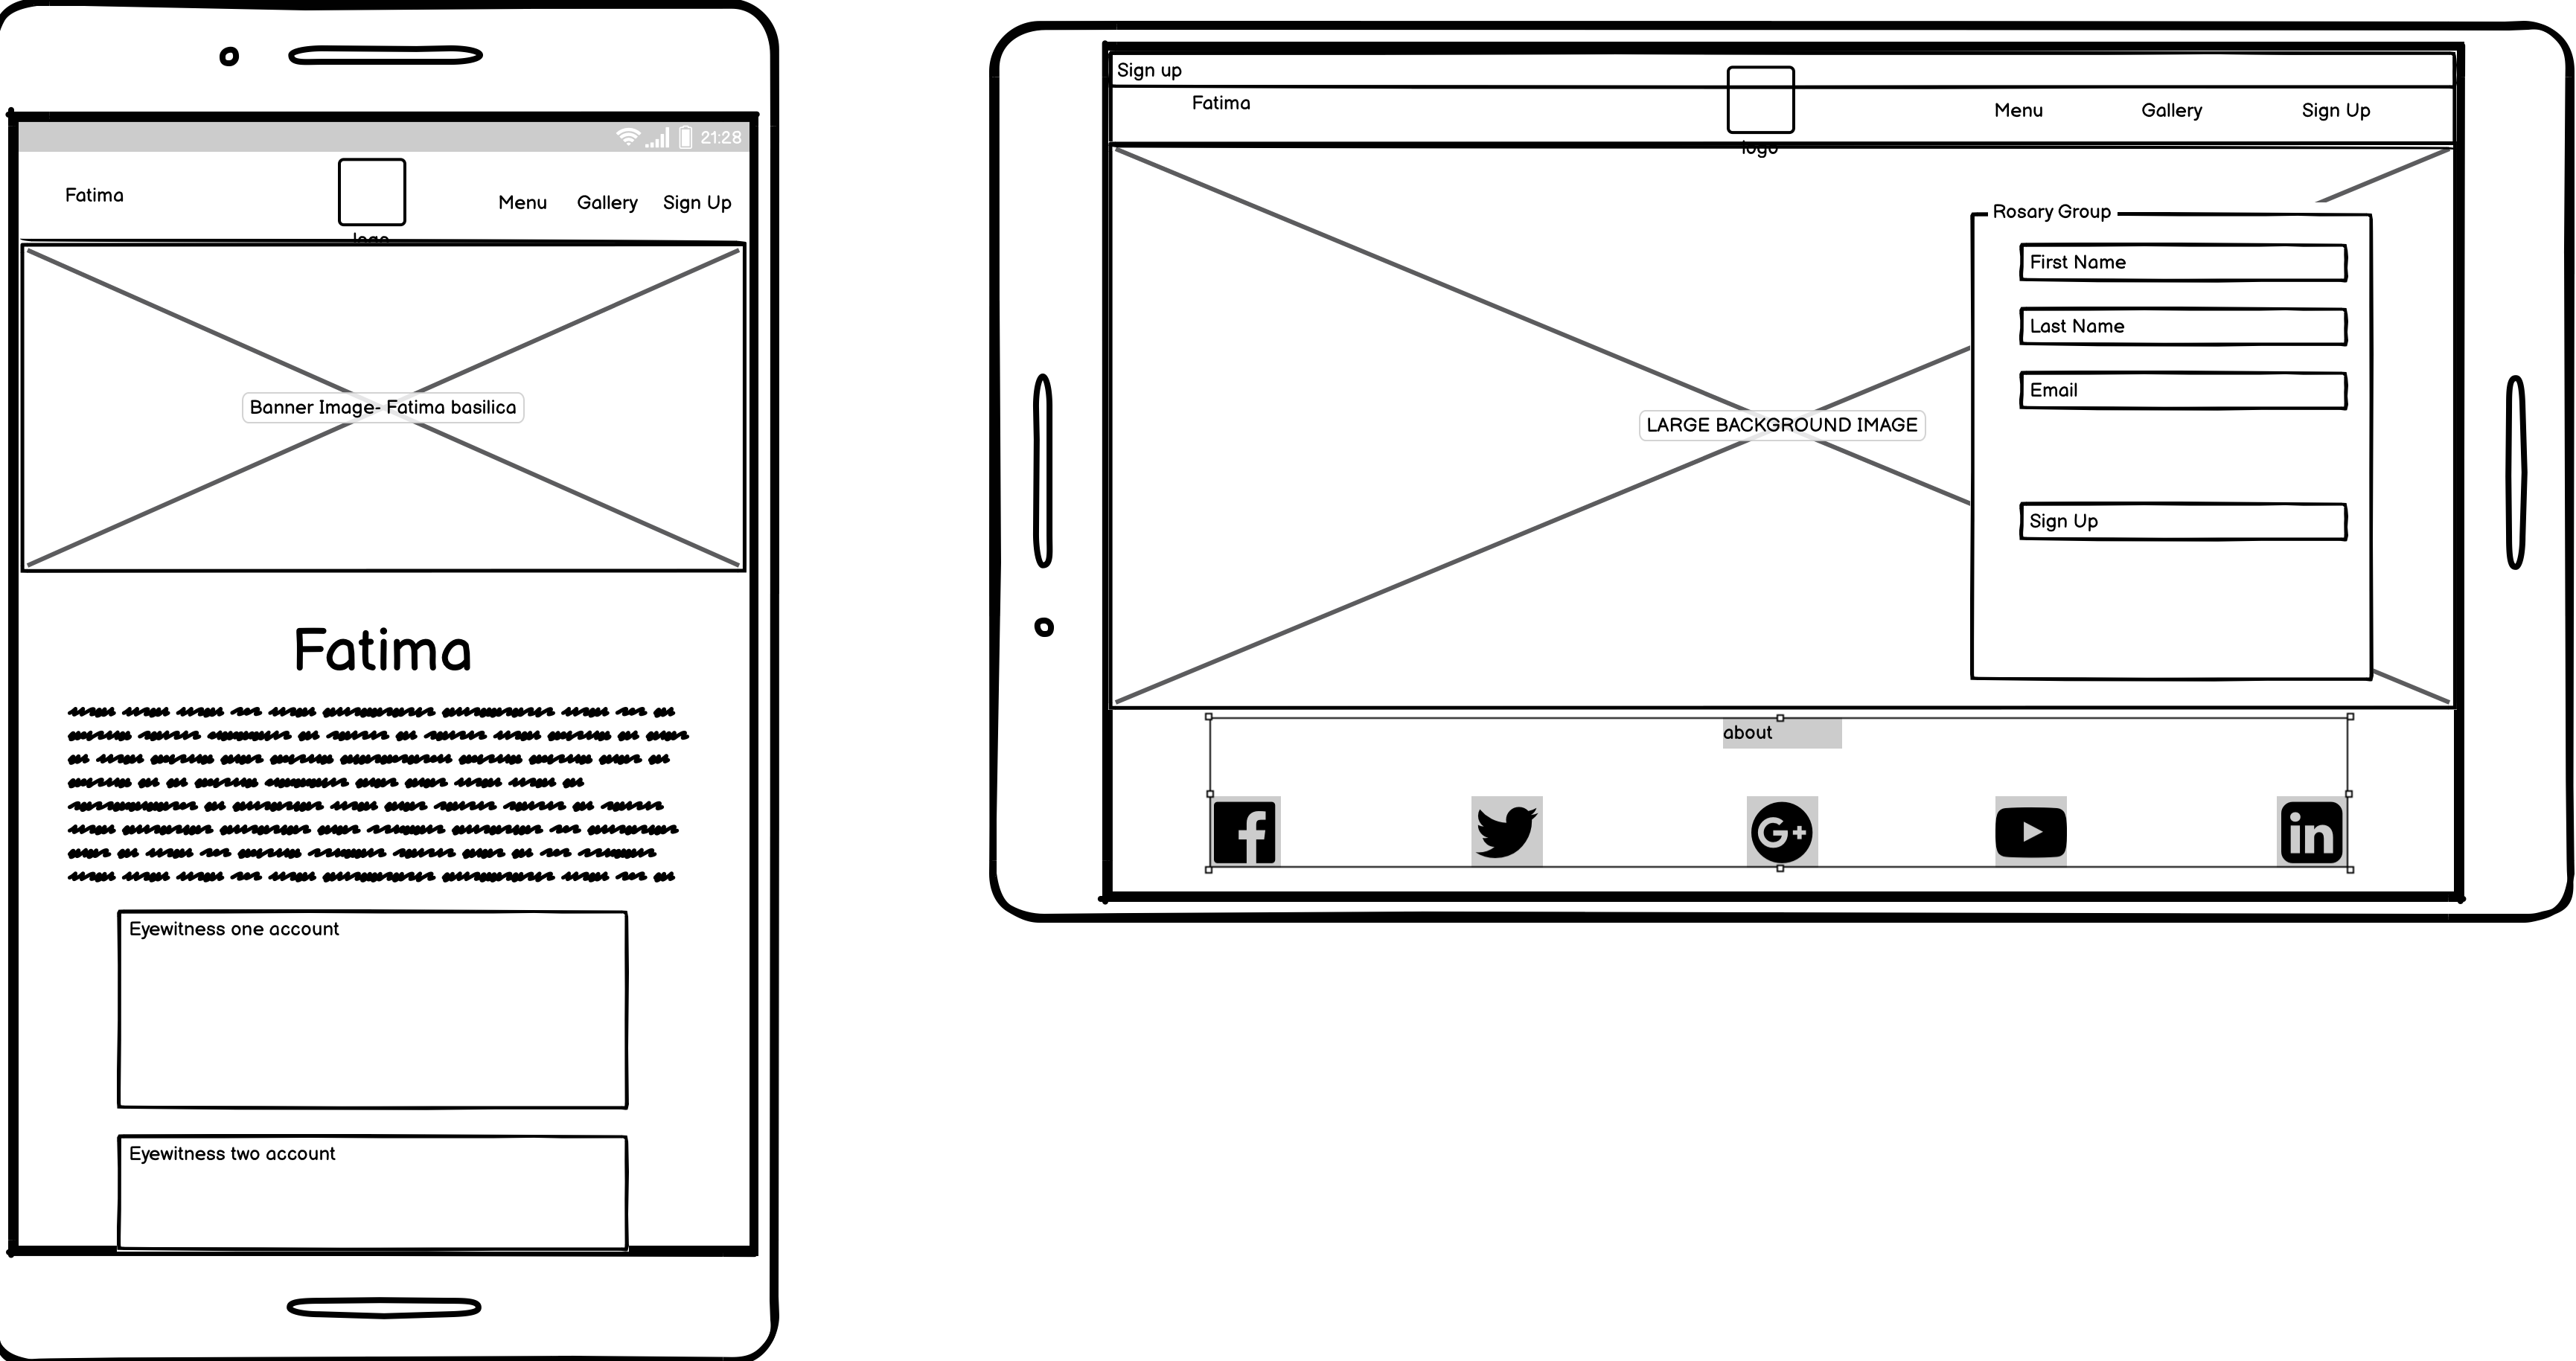 21:28
Fatima
Menu Gallery Sign Up
logo
Banner Image- Fatima basilica
Fatima
Eyewitness one account
Eyewitness two account
Sign up
Fatima
Menu Gallery Sign Up
logo
Rosary Group
First Name
Last Name
Email
LARGE BACKGROUND IMAGE
Sign Up
about
f
G+
in